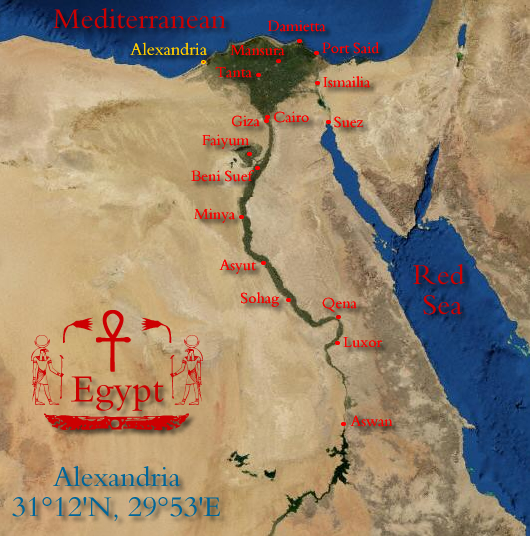 Mediterranean
Damietta
Alexandria
Mansura
Port Said
Tanta
Ismailia
Giza
Cairo
Suez
Faiyum
Beni Suef
Minya
Asyut
Red
Sea
Sohag
Qena
Luxor
Egypt
Aswan
Alexandria
31°12'N, 29°53'E